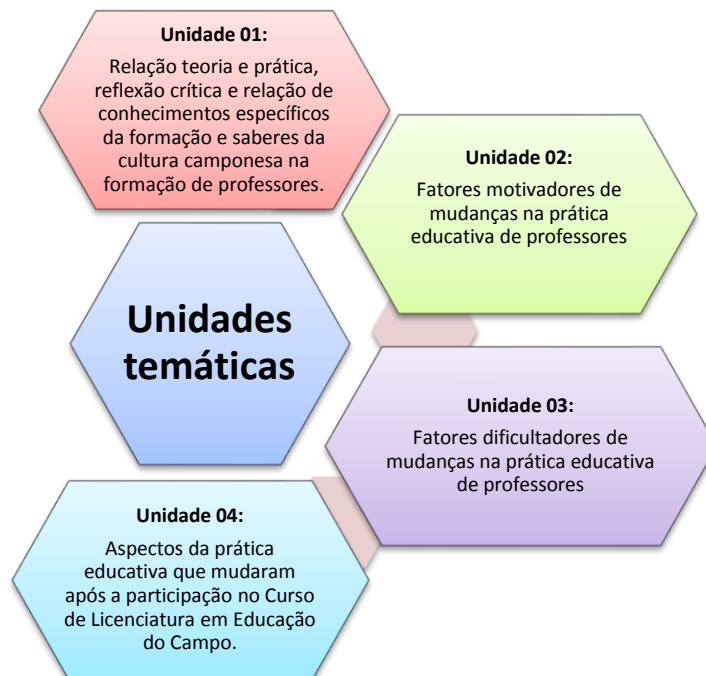 Unidade 01:
Relação teoria e prática,
reflexão crítica e relação de
conhecimentos específicos
da formação e saberes da
cultura camponesa na
formação de professores.
Unidade 02:
Fatores motivadores de
mudanças na prática
educativa de professores
Unidades
temáticas
Unidade 03:
Fatores dificultadores de
mudanças na prática educativa
de professores
Unidade 04:
Aspectos da prática
educativa que mudaram
após a participação no Curso
de Licenciatura em Educação
do Campo.